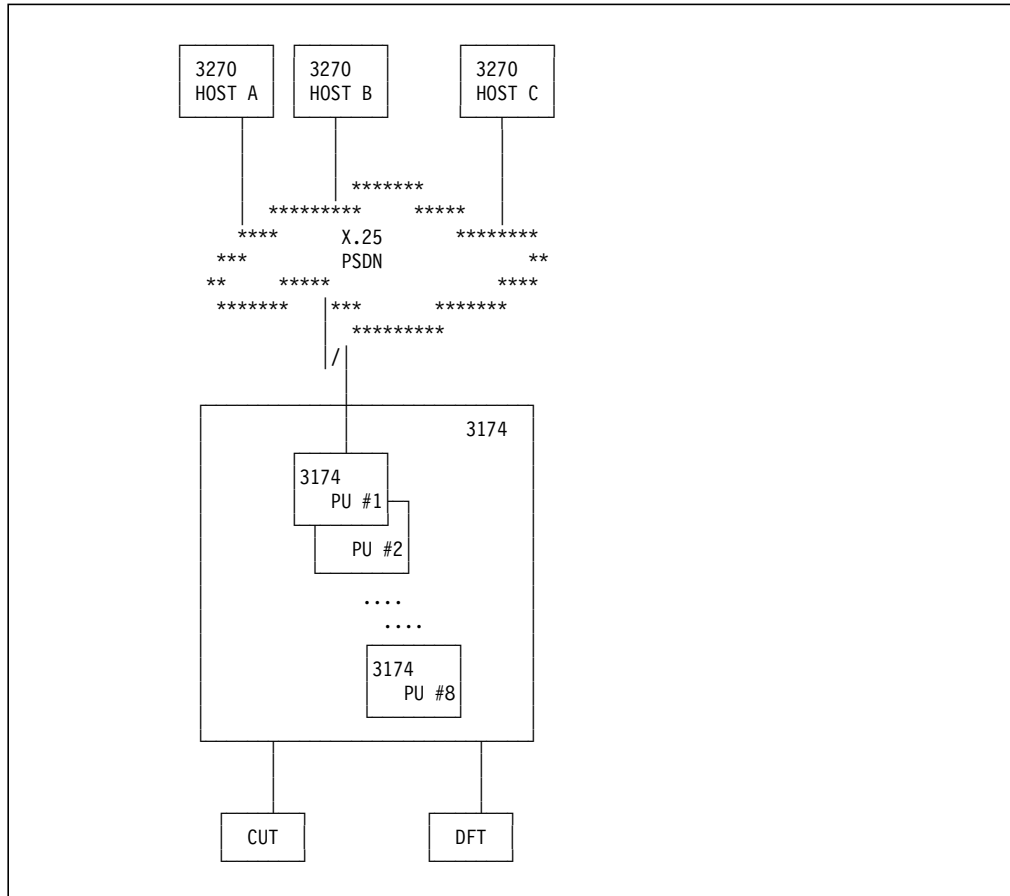 3270 3270 3270
HOST A HOST B HOST C
*******
********* *****
**** X.25 ********
*** PSDN **
** ***** ****
******* *** *******
*********
/
3174
3174
PU #1
PU #2
....
....
3174
PU #8
CUT DFT